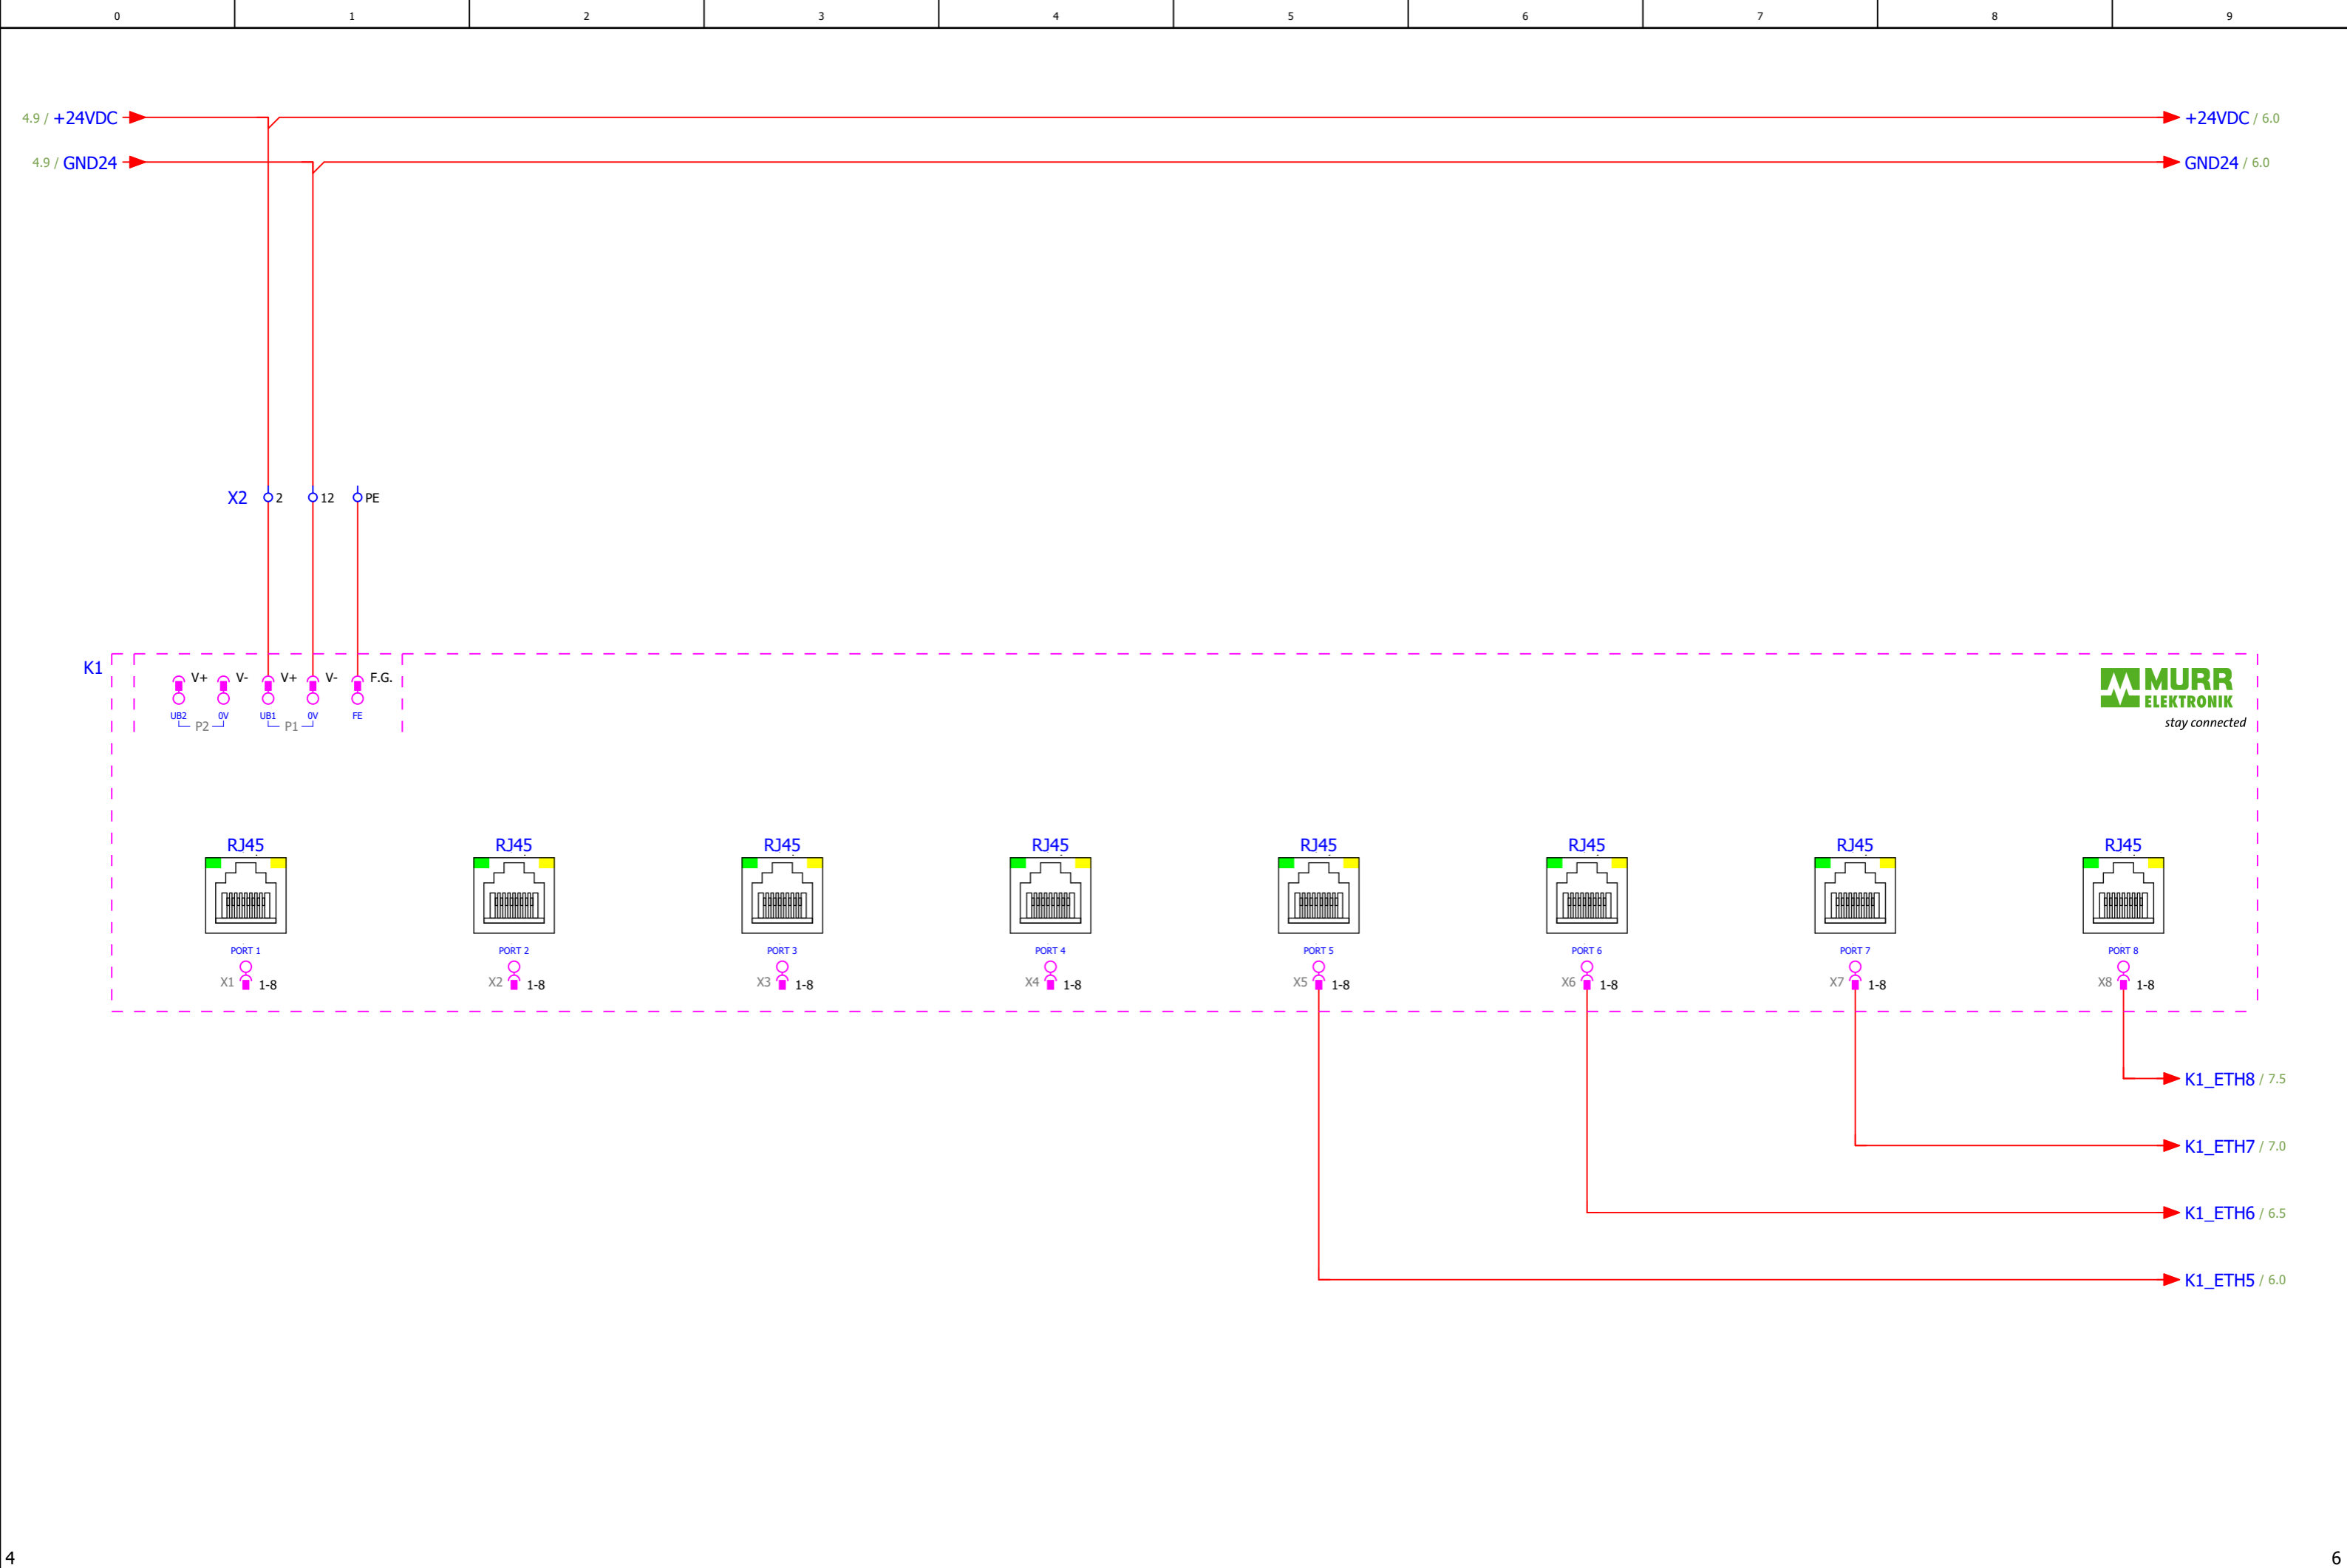 0 1 2 3 4 5 6 7 8 9
4.9 / +24VDC +24VDC / 6.0
4.9 / GND24 GND24 / 6.0
X2 2 12 PE
K1
V+ V- V+ V- F.G.
UB2 0V UB1 0V FE
P2 P1
MURR
ELEKTRONIK
stay connected
RJ45 RJ45 RJ45 RJ45 RJ45 RJ45 RJ45 RJ45
PORT 1 PORT 2 PORT 3 PORT 4 PORT 5 PORT 6 PORT 7 PORT 8
X1 1-8 X2 1-8 X3 1-8 X4 1-8 X5 1-8 X6 1-8 X7 1-8 X8 1-8
K1_ETH8 / 7.5
K1_ETH7 / 7.0
K1_ETH6 / 6.5
K1_ETH5 / 6.0
4 6